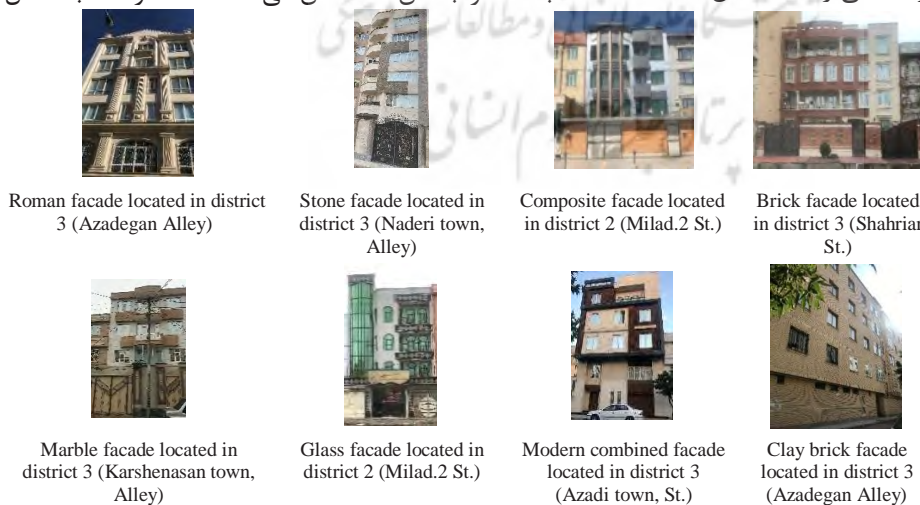 Roman facade located in district
3 (Azadegan Alley)
Stone facade located in
district 3 (Naderi town,
Alley)
Composite facade located
in district 2 (Milad.2 St.)
Brick facade located
in district 3 (Shahriar
St.)
Marble facade located in
district 3 (Karshenasan town,
Alley)
Glass facade located in
district 2 (Milad.2 St.)
Modern combined facade
located in district 3
(Azadi town, St.)
Clay brick facade
located in district 3
(Azadegan Alley)